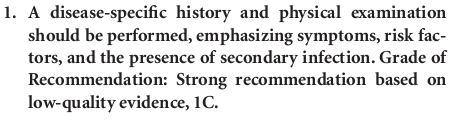 1. A disease-specific history and physical examination
should be performed, emphasizing symptoms, risk fac-
tors, and the presence of secondary infection. Grade of
Recommendation: Strong recommendation based on
low-quality evidence, 1C.